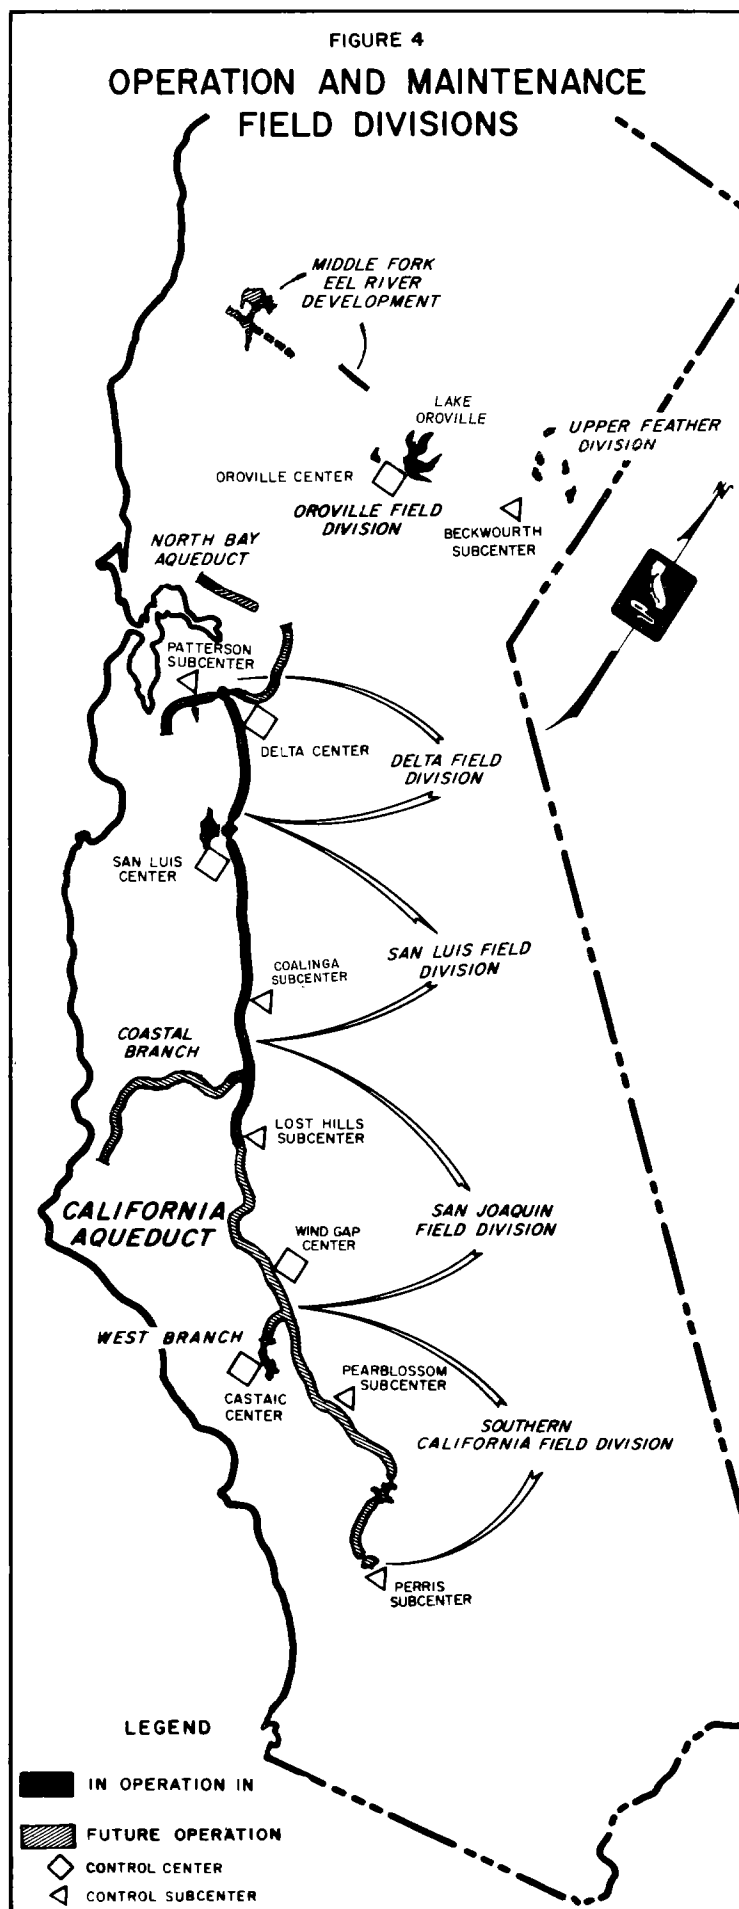 FIGURE 4
OPERATION AND MAINTENANCE
FIELD DIVISIONS
MIDDLE FORK
EEL RIVER
DEVELOPMENT
LAKE
OROVILLE
UPPER FEATHER
DIVISION
OROVILLE CENTER
OROVILLE FIELD
DIVISION
BECKWOURTH
SUBCENTER
N
NORTH BAY
AQUEDUCT
PATTERSON
SUBCENTER
DELTA CENTER
DELTA FIELD
DIVISION
SAN LUIS
CENTER
SAN LUIS FIELD
DIVISION
COALINGA
SUBCENTER
COASTAL
BRANCH
LOST HILLS
SUBCENTER
CALIFORNIA
AQUEDUCT
WIND GAP
CENTER
SAN JOAQUIN
FIELD DIVISION
WEST BRANCH
PEARBLOSSOM
SUBCENTER
CASTAIC
CENTER
SOUTHERN
CALIFORNIA FIELD DIVISION
PERRIS
SUBCENTER
LEGEND
IN OPERATION IN
FUTURE OPERATION
CONTROL CENTER
CONTROL SUBCENTER